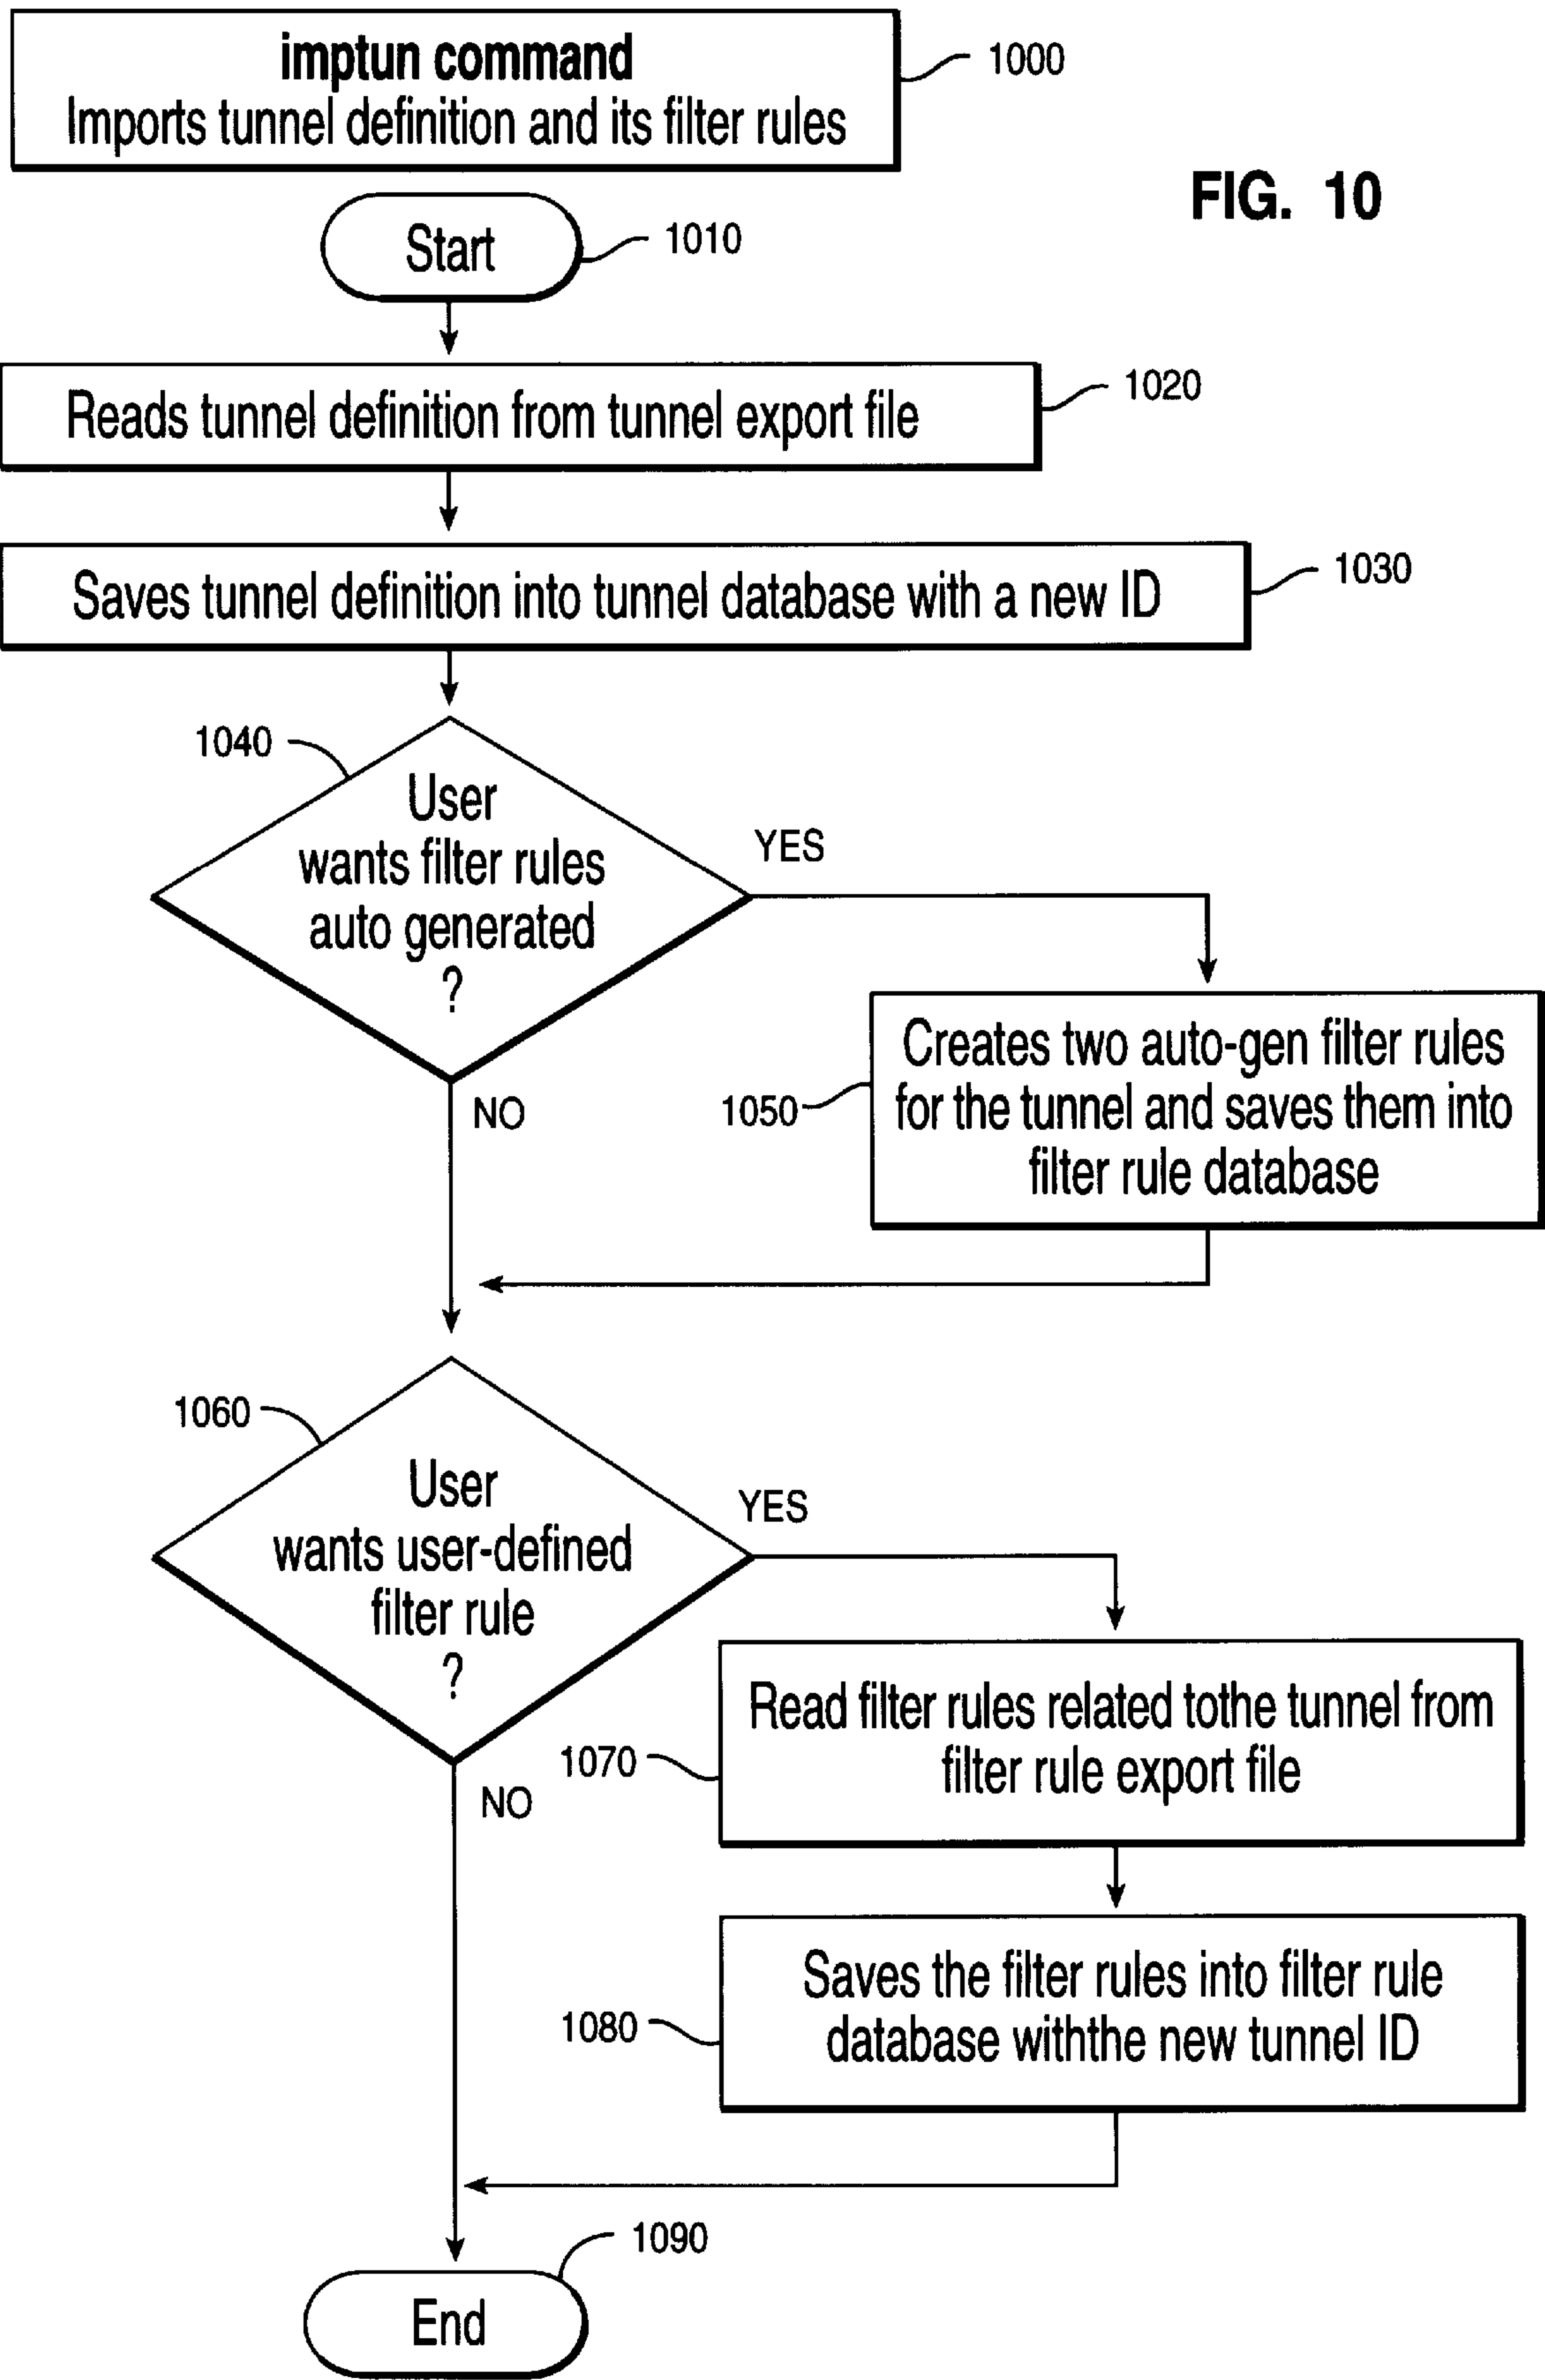 imptun command
Imports tunnel definition and its filter rules
1000
FIG. 10
Start
1010
Reads tunnel definition from tunnel export file
1020
Saves tunnel definition into tunnel database with a new ID
1030
1040
User
wants filter rules
auto generated
?
YES
NO
Creates two auto-gen filter rules
for the tunnel and saves them into
filter rule database
1050
1060
User
wants user-defined
filter rule
?
YES
NO
Read filter rules related tothe tunnel from
filter rule export file
1070
Saves the filter rules into filter rule
database withthe new tunnel ID
1080
1090
End